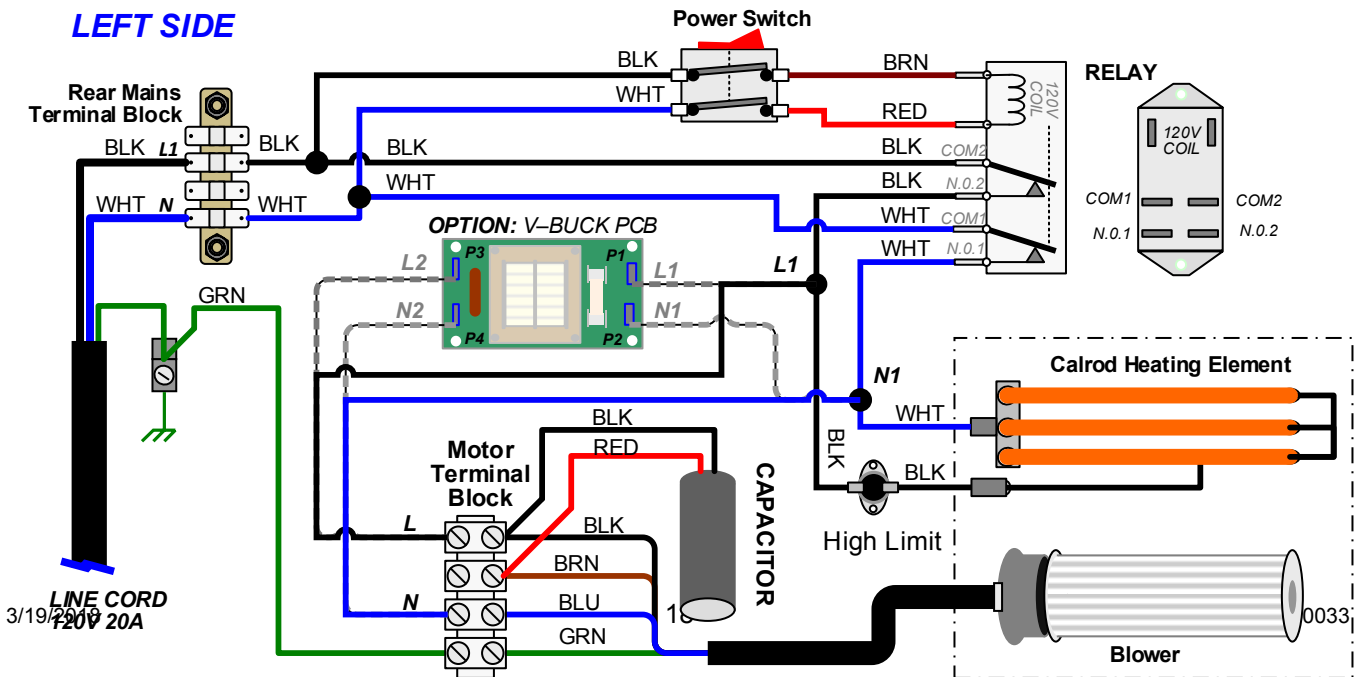 LEFT SIDE
Power Switch
BLK
BRN
RELAY
Rear Mains
Terminal Block
WHT
RED
120V
COIL
120V
COIL
BLK L1
BLK
BLK
BLK COM2
WHT
BLK N.0.2
COM1
COM2
WHT N
WHT
WHT COM1
N.0.1
N.0.2
OPTION: V–BUCK PCB
WHT N.0.1
P3
P1
L2
L1
L1
GRN
N2
N1
P4
P2
Calrod Heating Element
N1
WHT
BLK
BLK
RED
Motor
Terminal
Block
CAPACITOR
BLK
L
BLK
High Limit
BRN
N
BLU
LINE CORD
120V 20A
3/19/2018
18
0033
GRN
Blower